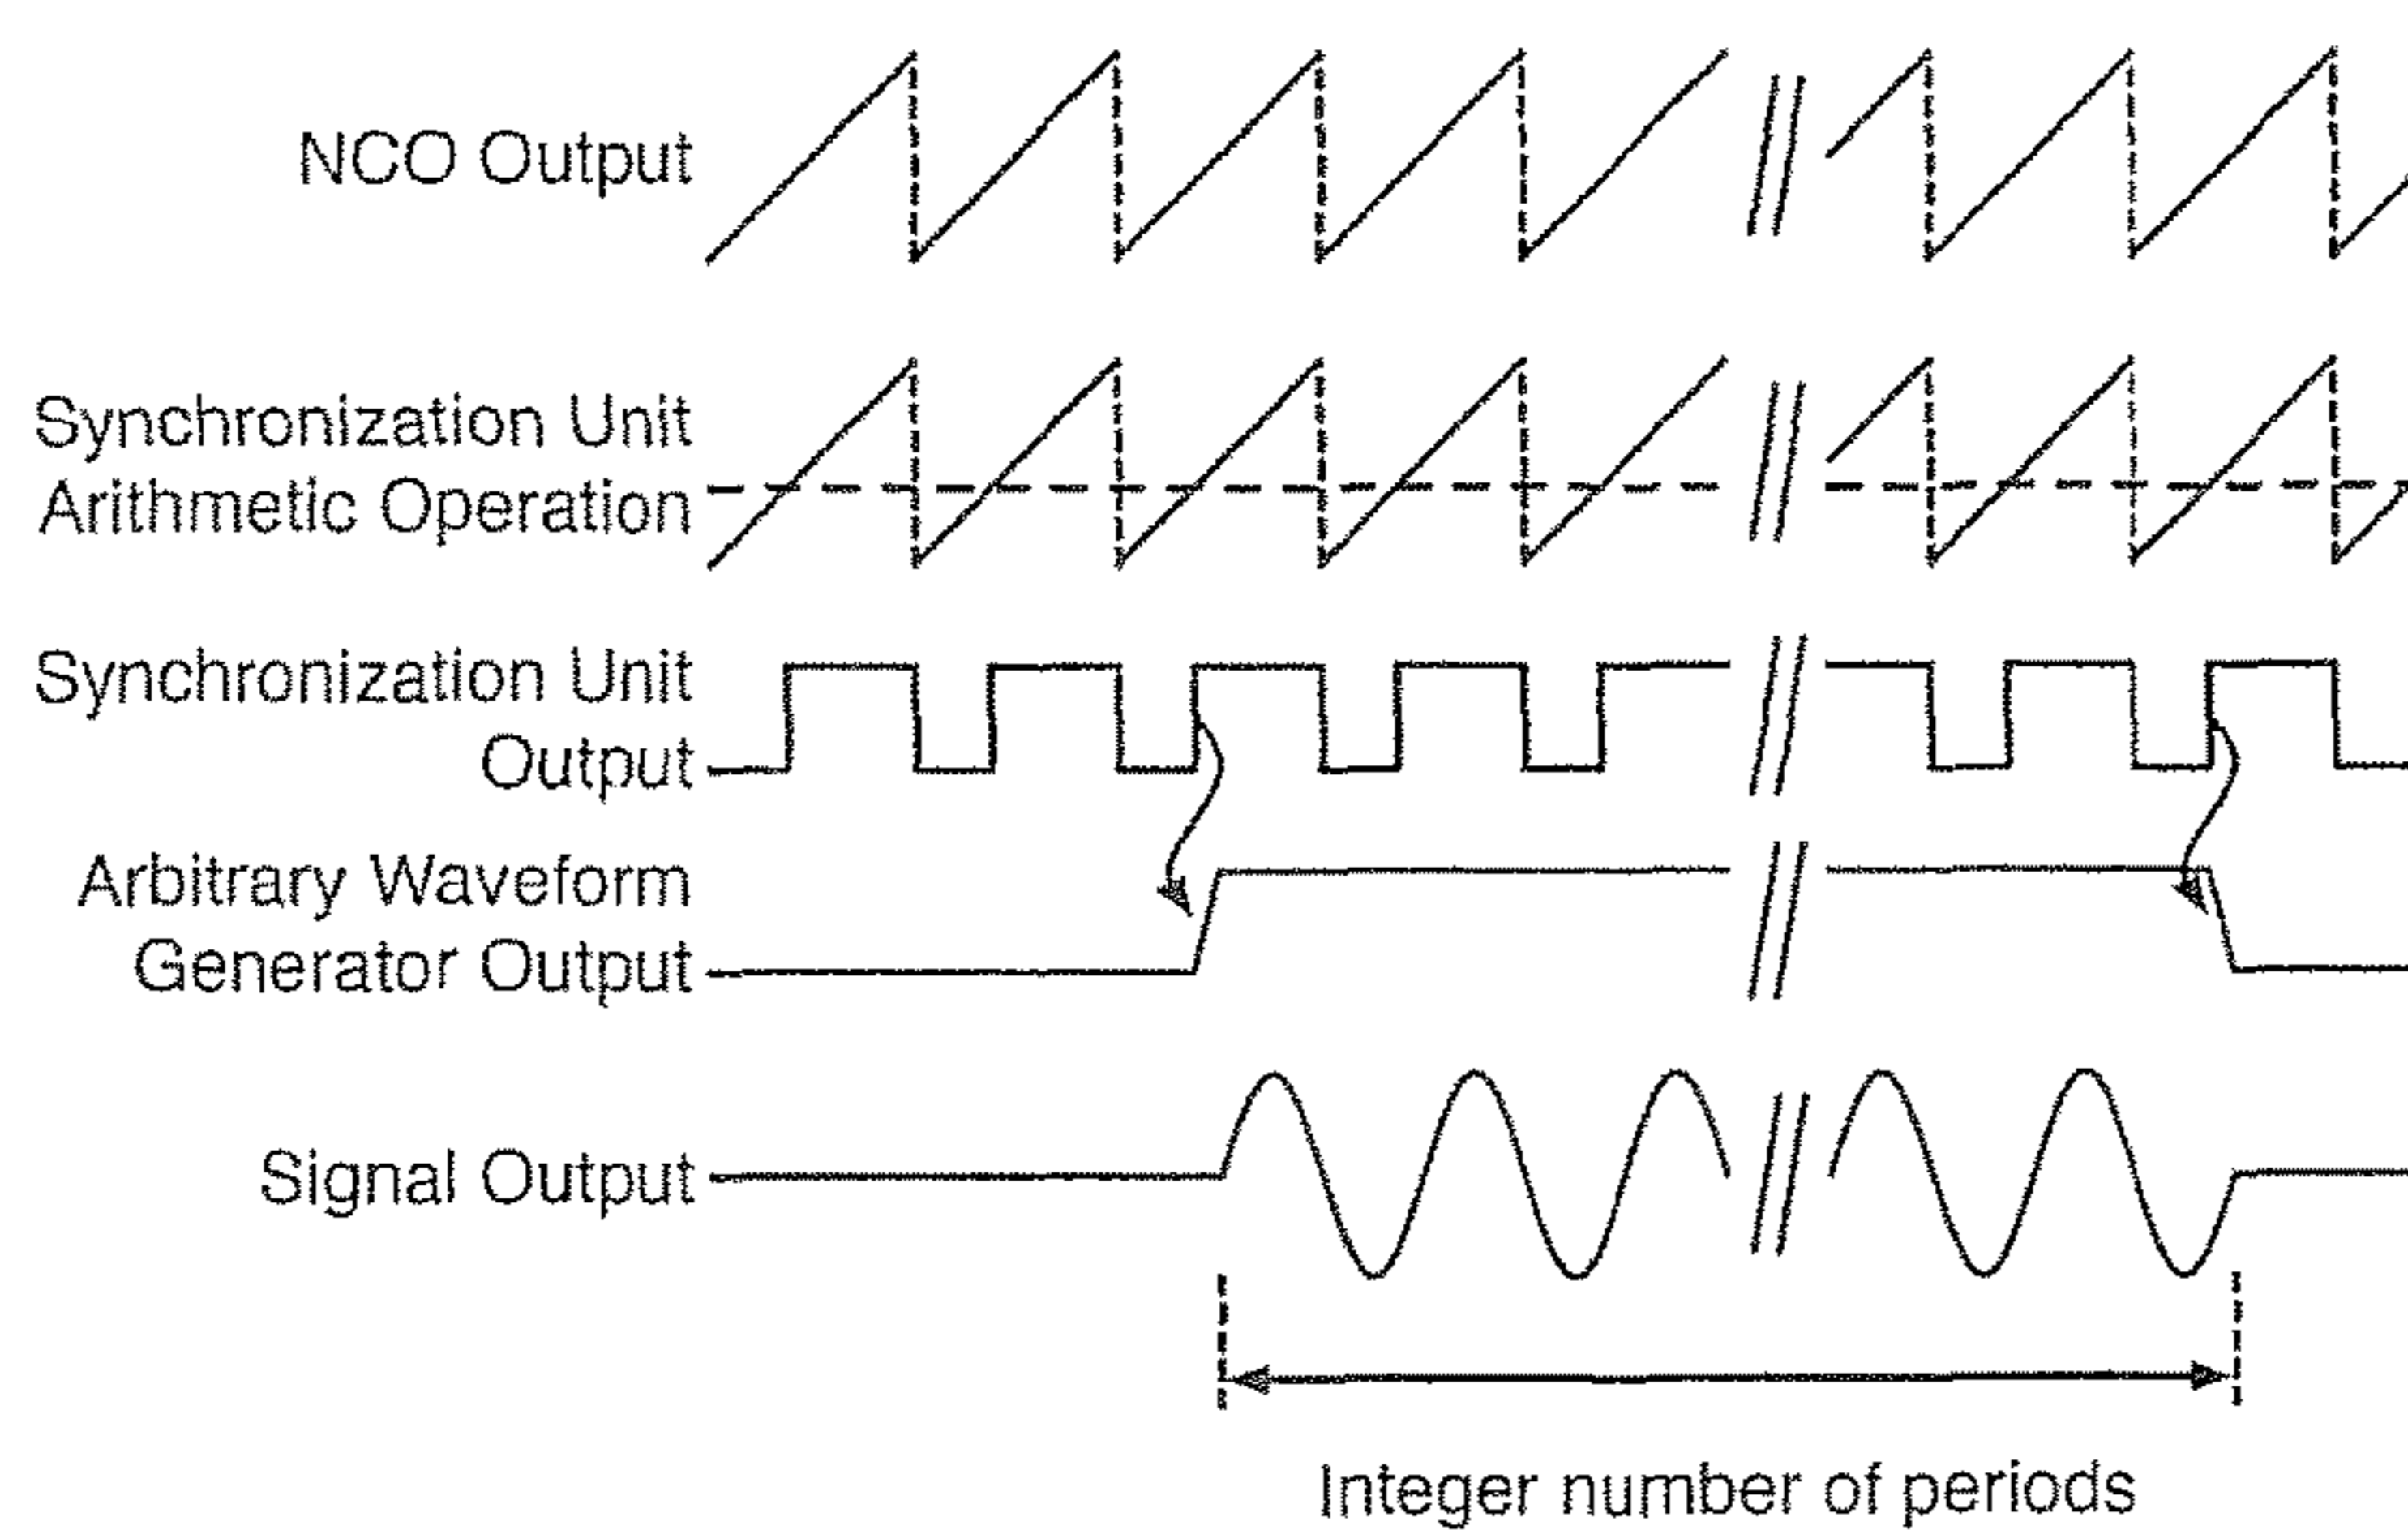 NCO Output
Synchronization Unit
Arithmetic Operation
Synchronization Unit
Output
Arbitrary Waveform
Generator Output
Signal Output
Integer number of periods